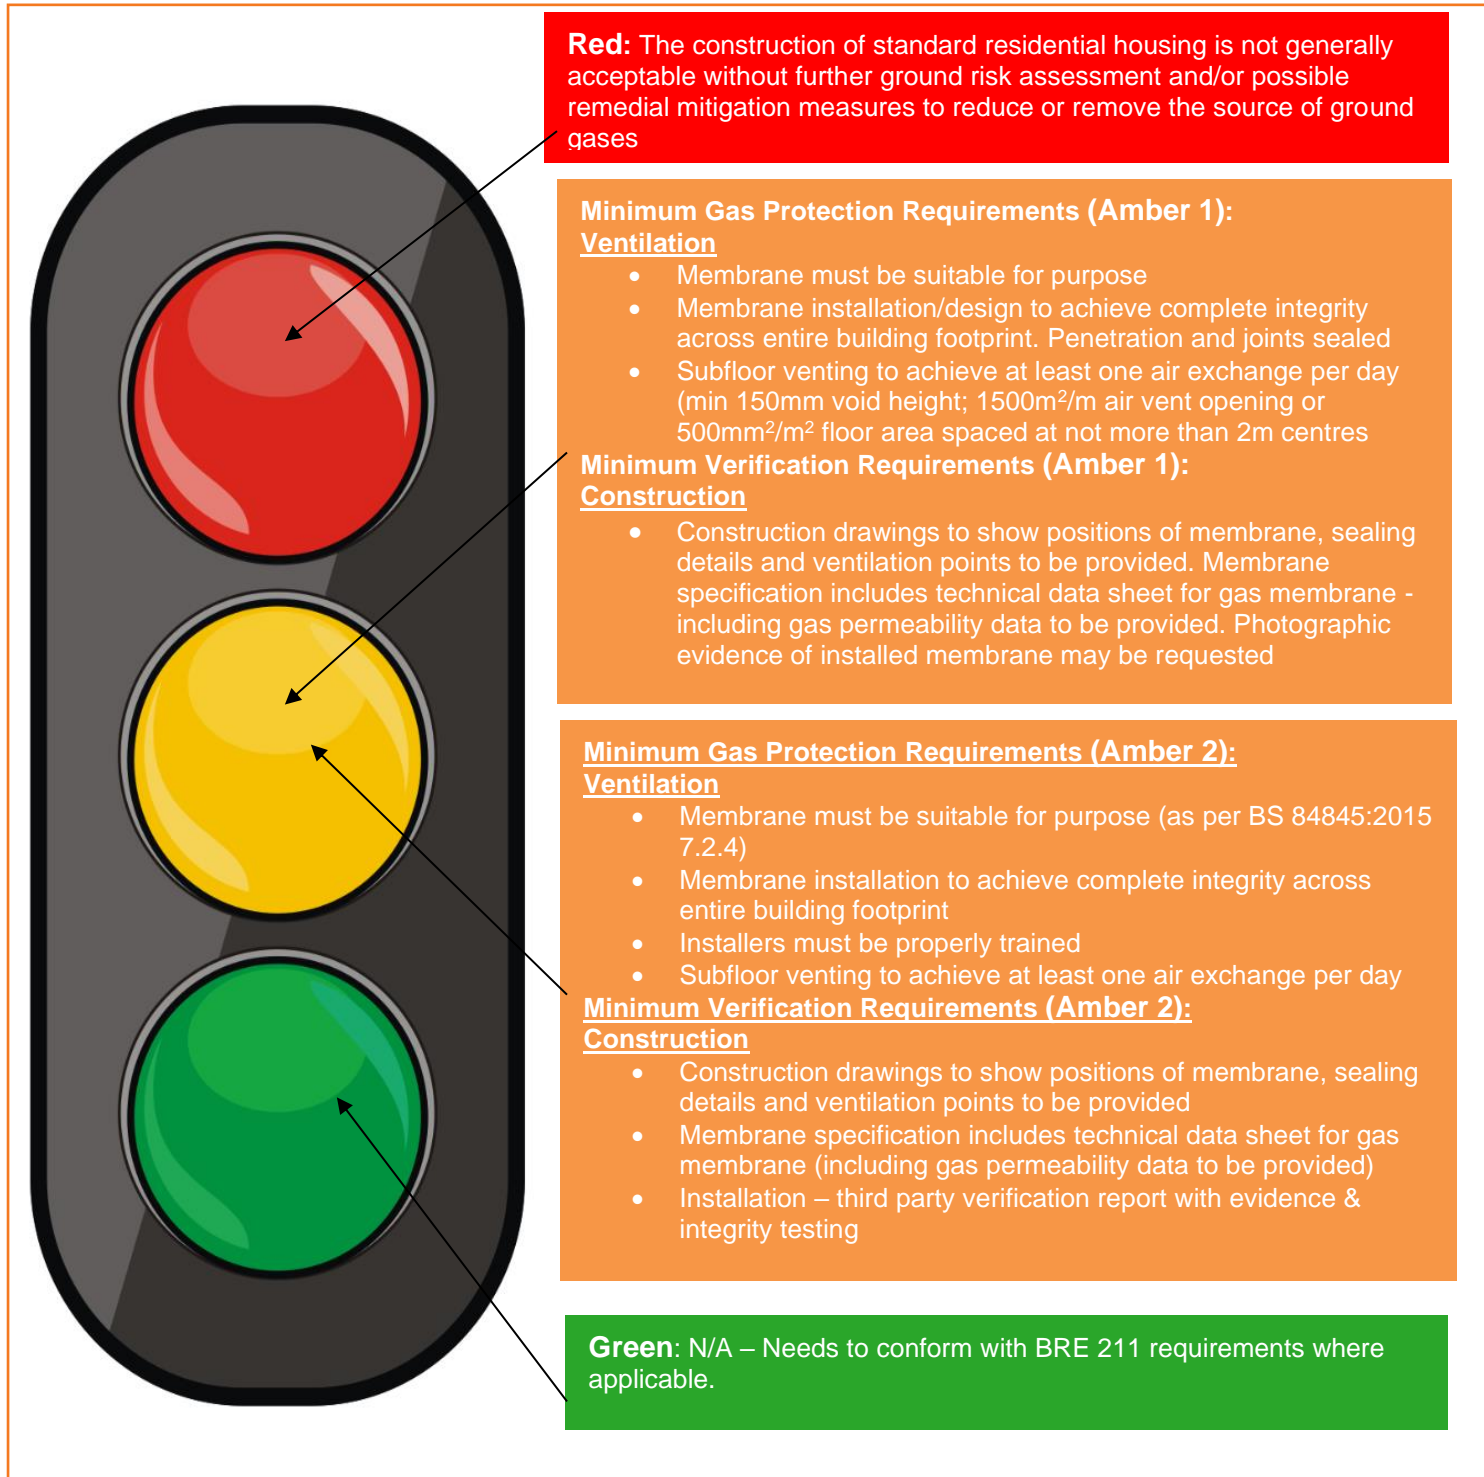 Red: The construction of standard residential housing is not generally
acceptable without further ground risk assessment and/or possible
remedial mitigation measures to reduce or remove the source of ground
gases
Minimum Gas Protection Requirements (Amber 1):
Ventilation
• Membrane must be suitable for purpose
• Membrane installation/design to achieve complete integrity
across entire building footprint. Penetration and joints sealed
• Subfloor venting to achieve at least one air exchange per day
(min 150mm void height; 1500m²/m air vent opening or
500mm²/m² floor area spaced at not more than 2m centres
Minimum Verification Requirements (Amber 1):
Construction
• Construction drawings to show positions of membrane, sealing
details and ventilation points to be provided. Membrane
specification includes technical data sheet for gas membrane -
including gas permeability data to be provided. Photographic
evidence of installed membrane may be requested
Minimum Gas Protection Requirements (Amber 2):
Ventilation
• Membrane must be suitable for purpose (as per BS 84845:2015
7.2.4)
• Membrane installation to achieve complete integrity across
entire building footprint
• Installers must be properly trained
• Subfloor venting to achieve at least one air exchange per day
Minimum Verification Requirements (Amber 2):
Construction
• Construction drawings to show positions of membrane, sealing
details and ventilation points to be provided
• Membrane specification includes technical data sheet for gas
membrane (including gas permeability data to be provided)
• Installation – third party verification report with evidence &
integrity testing
Green: N/A – Needs to conform with BRE 211 requirements where
applicable.